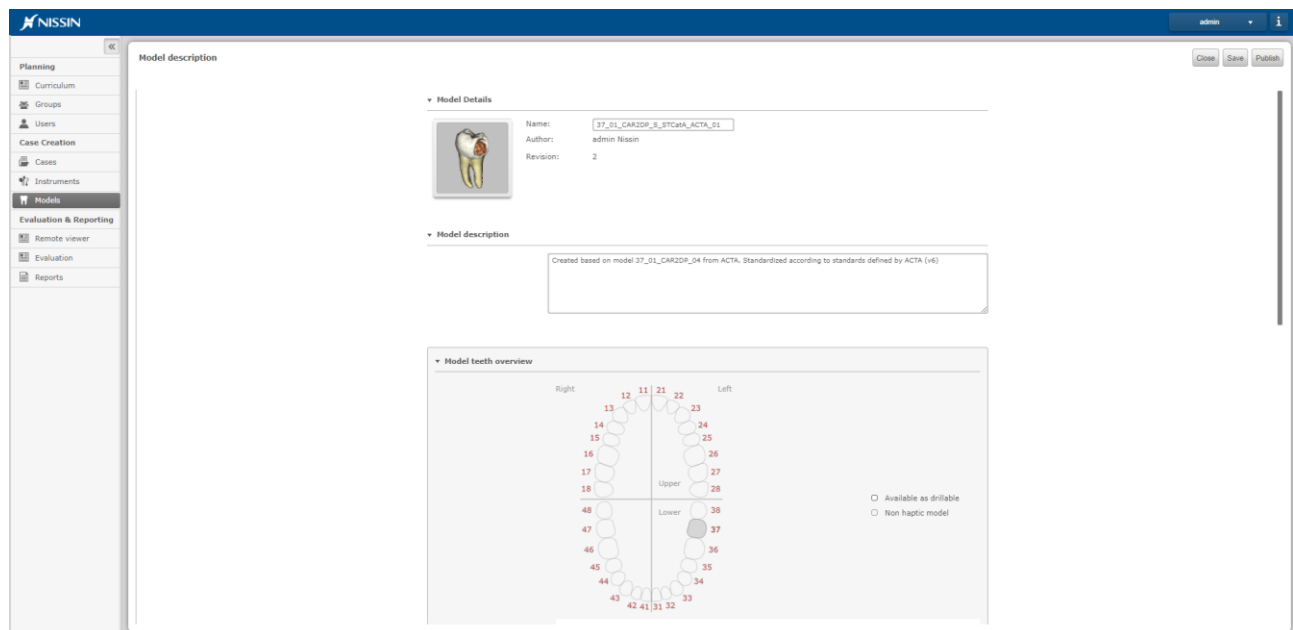 NISSIN
admin
i
«
Planning
Curriculum
Groups
Users
Case Creation
Cases
Instruments
Models
Evaluation & Reporting
Remote viewer
Evaluation
Reports
Model description
Close Save Publish
Model Details
Name: 37_01_CAR2DP_S_STCatA_ACTA_01
Author: admin Nissin
Revision: 2
Model description
Created based on model 37_01_CAR2DP_04 from ACTA. Standardized according to standards defined by ACTA (v6)
Model teeth overview
Right Left
11 21
12 22
13 23
14 24
15 25
16 26
17 27
Upper
18 28
Available as drillable
48 Lower 38
Non haptic model
47 37
46 36
45 35
44 34
43 33
42 41 31 32